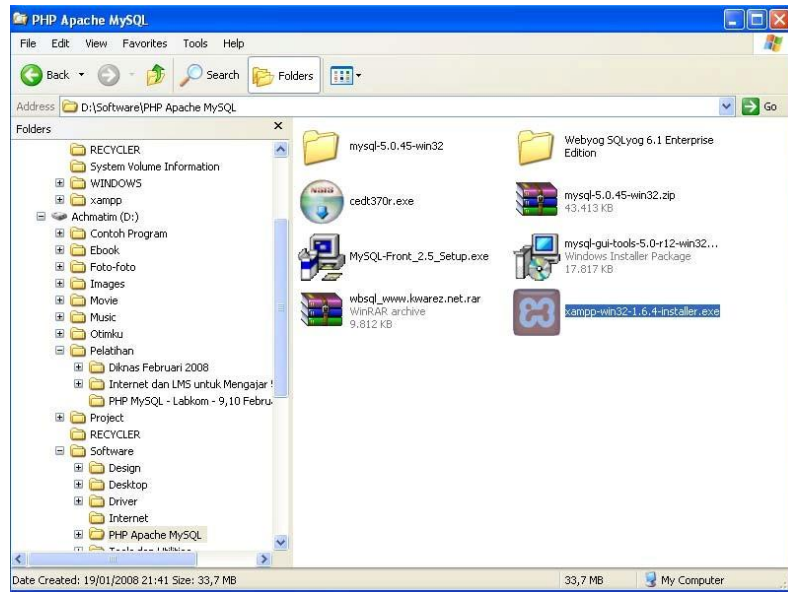 PHP Apache MySQL
File Edit View Favorites Tools Help
Back Search Folders
Address D:\Software\PHP Apache MySQL Go
Folders
RECYCLER
System Volume Information
WINDOWS
xampp
Achmatim (D:)
Contoh Program
Ebook
Foto-foto
Images
Movie
Music
Otimku
Pelatihan
Diknas Februari 2008
Internet dan LMS untuk Mengajar
PHP MySQL - Labkom - 9,10 Febru
Project
RECYCLER
Software
Design
Desktop
Driver
Internet
PHP Apache MySQL
mysql-5.0.45-win32
Webyog SQLyog 6.1 Enterprise
Edition
cedt370r.exe
mysql-5.0.45-win32.zip
43.413 KB
MySQL-Front_2.5_Setup.exe
mysql-gui-tools-5.0-r12-win32...
Windows Installer Package
17.817 KB
wbsql_www.kwarez.net.rar
WinRAR archive
9.812 KB
xampp-win32-1.6.4-installer.exe
Date Created: 19/01/2008 21:41 Size: 33,7 MB 33,7 MB My Computer